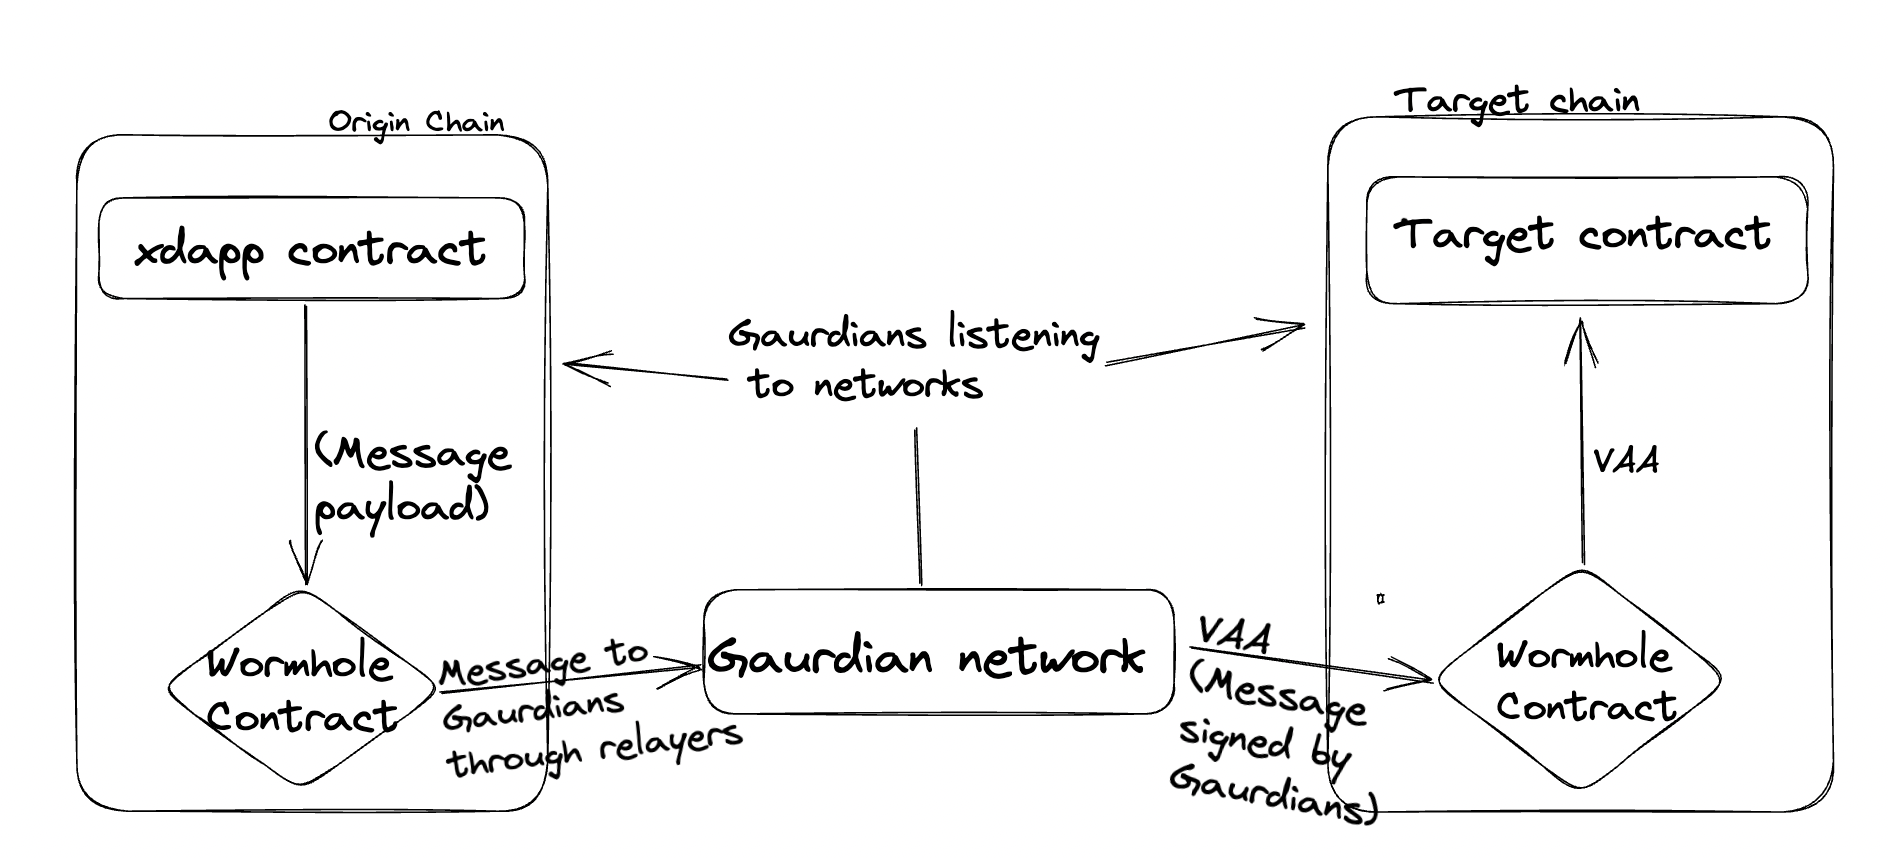 Origin Chain
Target chain
xdapp contract
Target contract
Gaurdians listening
to networks
(Message
payload)
VAA
Wormhole
Contract
Message to
Gaurdians
through relayers
Gaurdian network
VAA
(Message
signed by
Gaurdians)
Wormhole
Contract